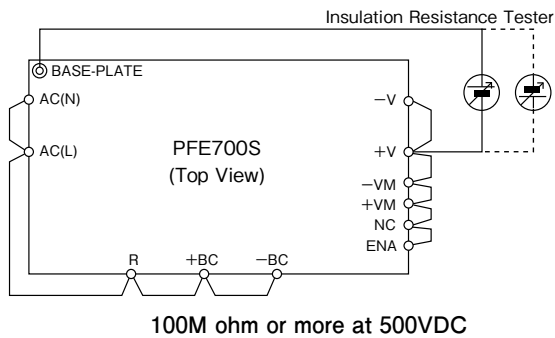 Insulation Resistance Tester
BASE-PLATE
AC(N)
−V
AC(L)
PFE700S
+V
(Top View)
−VM
+VM
NC
ENA
R
+BC
−BC
100M ohm or more at 500VDC